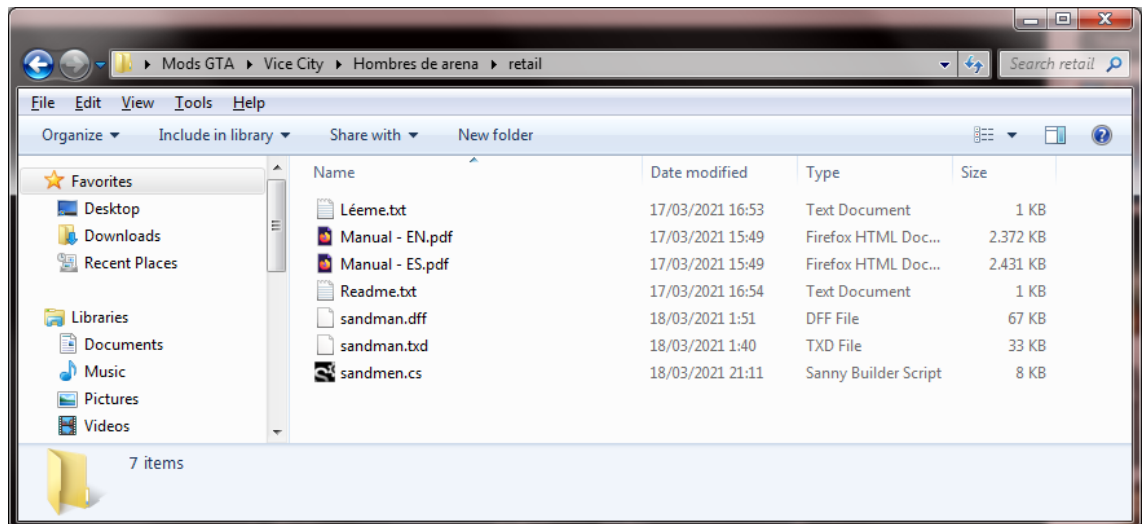 Mods GTA Vice City Hombres de arena retail Search retail
File Edit View Tools Help
Organize Include in library Share with New folder
Favorites
Desktop
Downloads
Recent Places
Libraries
Documents
Music
Pictures
Videos
Name Date modified Type Size
Léeme.txt 17/03/2021 16:53 Text Document 1 KB
Manual - EN.pdf 17/03/2021 15:49 Firefox HTML Doc... 2.372 KB
Manual - ES.pdf 17/03/2021 15:49 Firefox HTML Doc... 2.431 KB
Readme.txt 17/03/2021 16:54 Text Document 1 KB
sandman.dff 18/03/2021 1:51 DFF File 67 KB
sandman.txd 18/03/2021 1:40 TXD File 33 KB
sandmen.cs 18/03/2021 21:11 Sanny Builder Script 8 KB
7 items